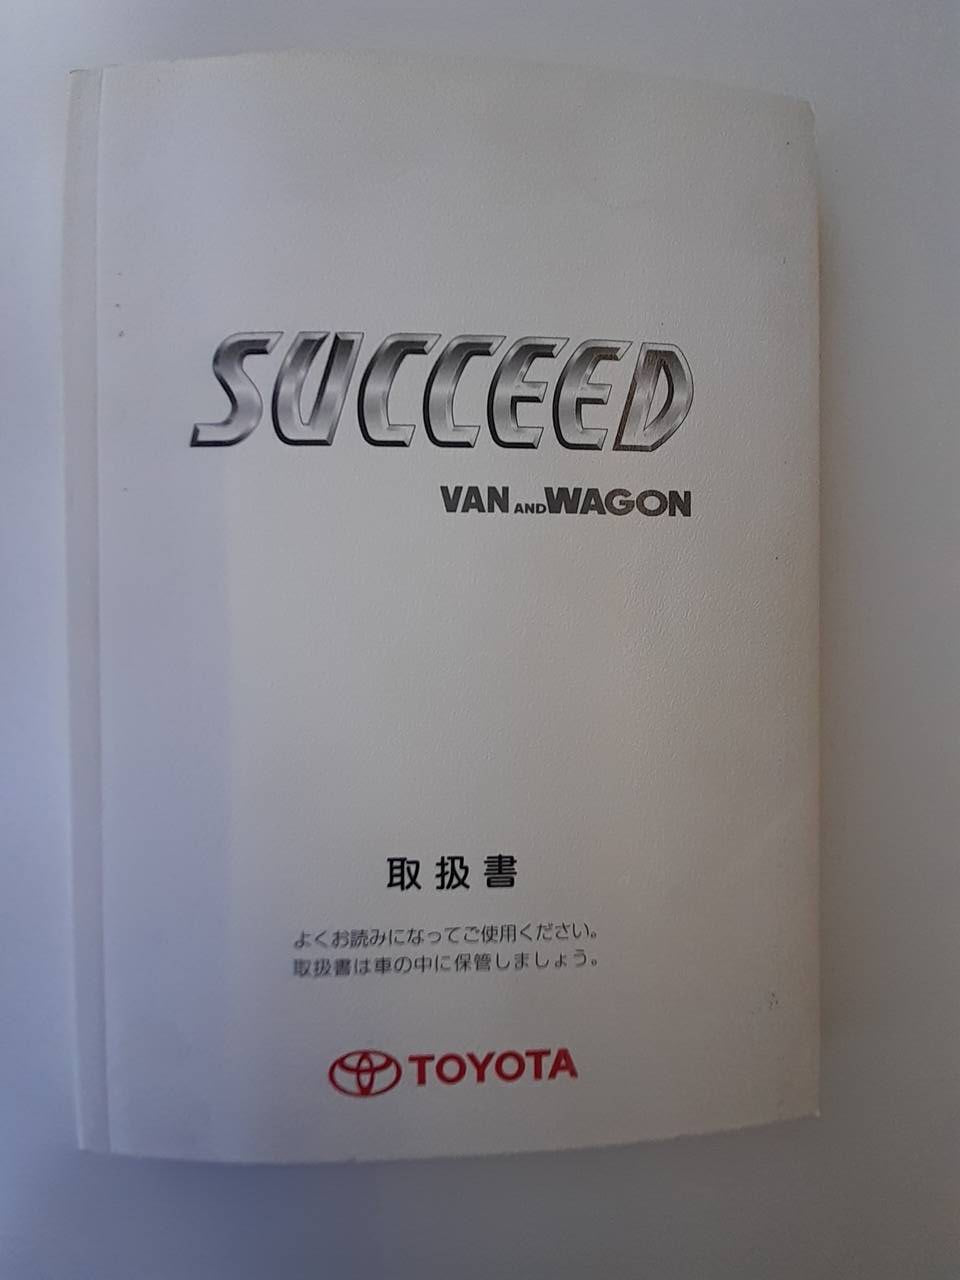 SUCCEED
VAN AND WAGON
取扱書
よくお読みになってご使用ください。
取扱書は車の中に保管しましょう。
TOYOTA